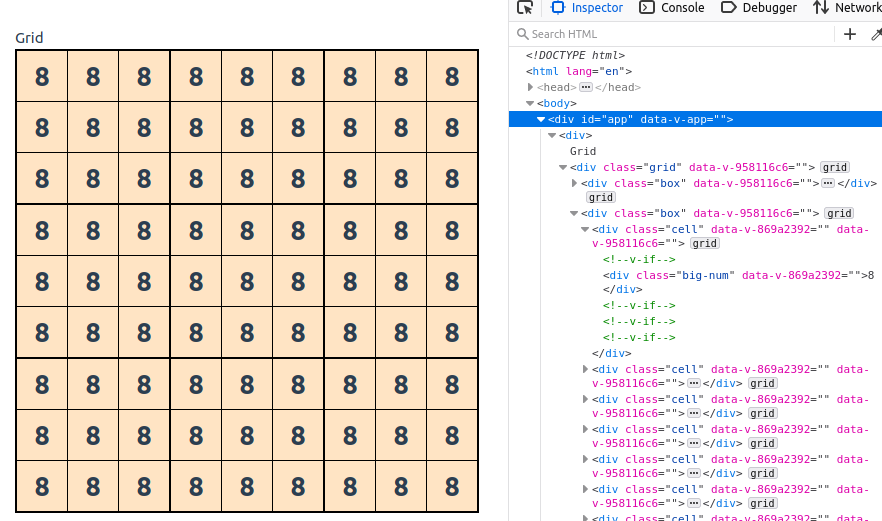 Grid
8 8 8 8 8 8 8 8 8
8 8 8 8 8 8 8 8 8
8 8 8 8 8 8 8 8 8
8 8 8 8 8 8 8 8 8
8 8 8 8 8 8 8 8 8
8 8 8 8 8 8 8 8 8
8 8 8 8 8 8 8 8 8
8 8 8 8 8 8 8 8 8
8 8 8 8 8 8 8 8 8
Inspector Console Debugger Network
Search HTML
<!DOCTYPE html>
<html lang="en">
<head>⋯</head>
<body>
<div id="app" data-v-app="">
<div>
Grid
<div class="grid" data-v-958116c6=""> grid
<div class="box" data-v-958116c6="">⋯</div>
grid
<div class="box" data-v-958116c6=""> grid
<div class="cell" data-v-869a2392="" data-
v-958116c6=""> grid
<!--v-if-->
<div class="big-num" data-v-869a2392="">8
</div>
<!--v-if-->
<!--v-if-->
<!--v-if-->
</div>
<div class="cell" data-v-869a2392="" data-
v-958116c6="">⋯</div> grid
<div class="cell" data-v-869a2392="" data-
v-958116c6="">⋯</div> grid
<div class="cell" data-v-869a2392="" data-
v-958116c6="">⋯</div> grid
<div class="cell" data-v-869a2392="" data-
v-958116c6="">⋯</div> grid
<div class="cell" data-v-869a2392="" data-
v-958116c6="">⋯</div> grid
<div class="cell" data-v-869a2392="" data-